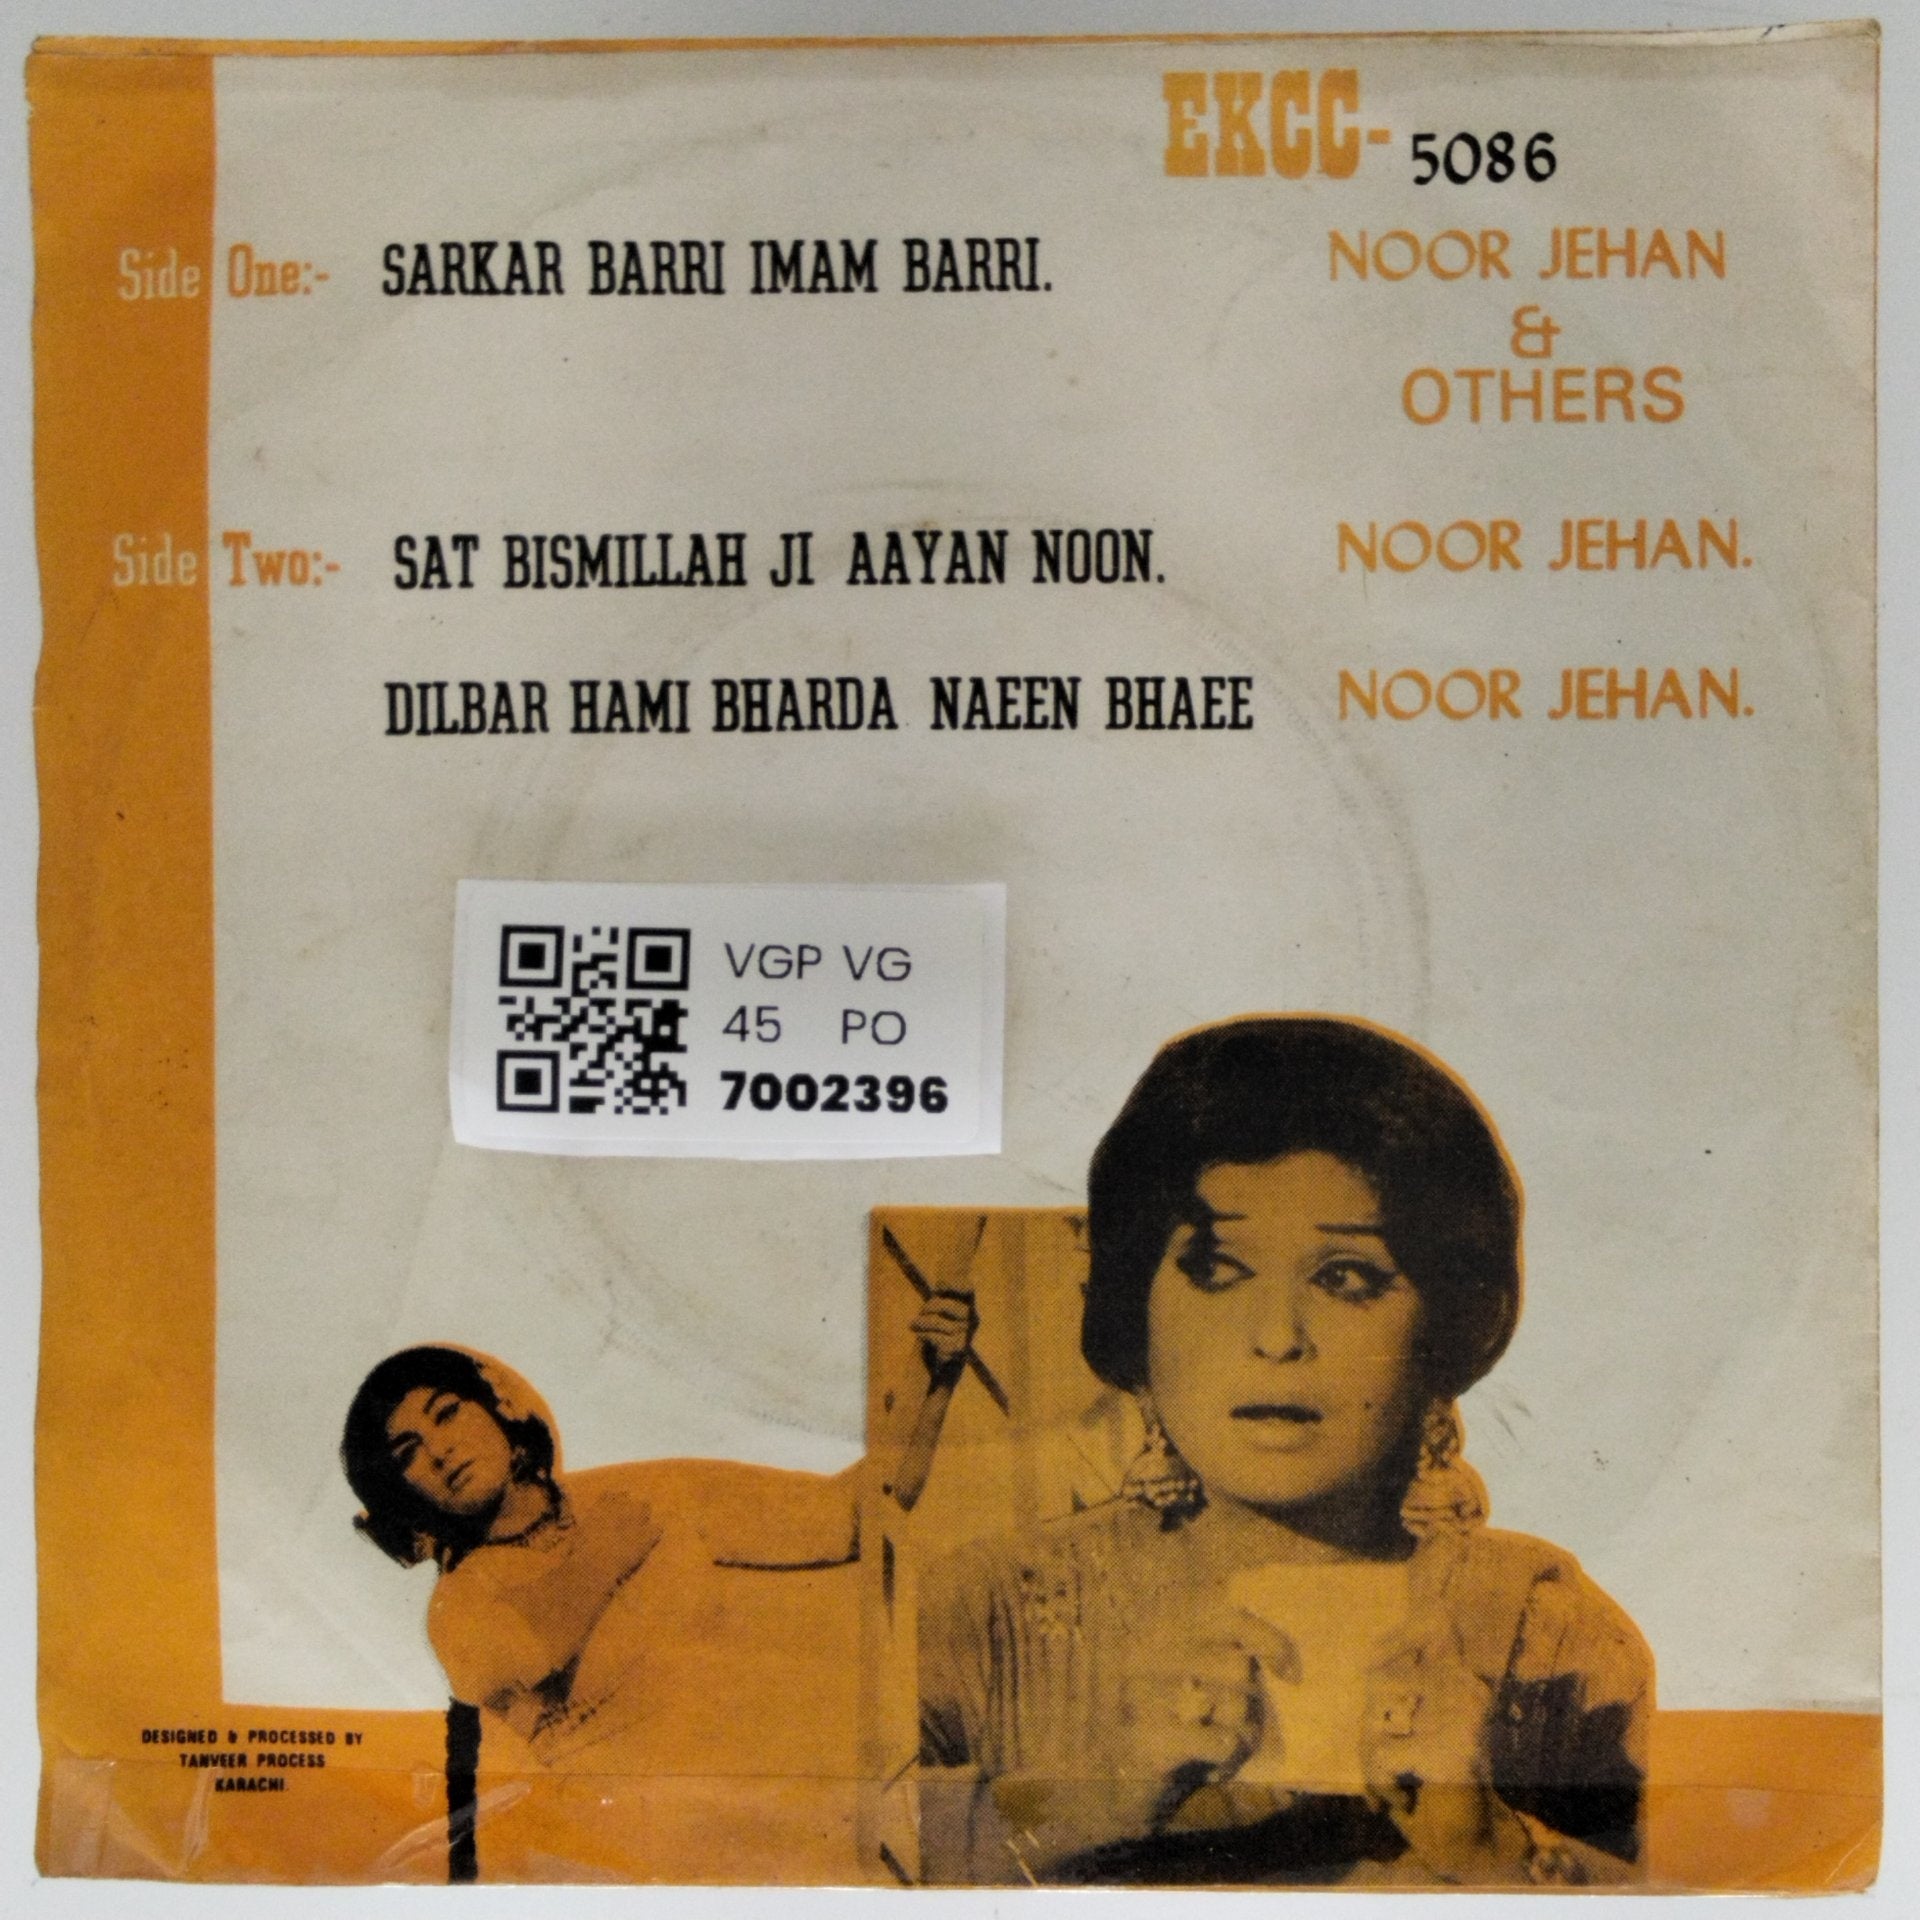 EKCC- 5086
Side One:- SARKAR BARRI IMAM BARRI. NOOR JEHAN
&
OTHERS
Side Two:- SAT BISMILLAH JI AAYAN NOON. NOOR JEHAN.
DILBAR HAMI BHARDA NAEEN BHAEE NOOR JEHAN.
VGP VG
45 PO
7002396
DESIGNED & PROCESSED BY
TANVEER PROCESS
KARACHI.